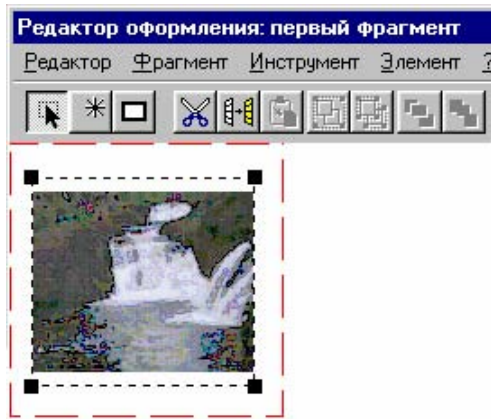 Редактор оформления: первый фрагмент
Редактор Фрагмент Инструмент Элемент ?